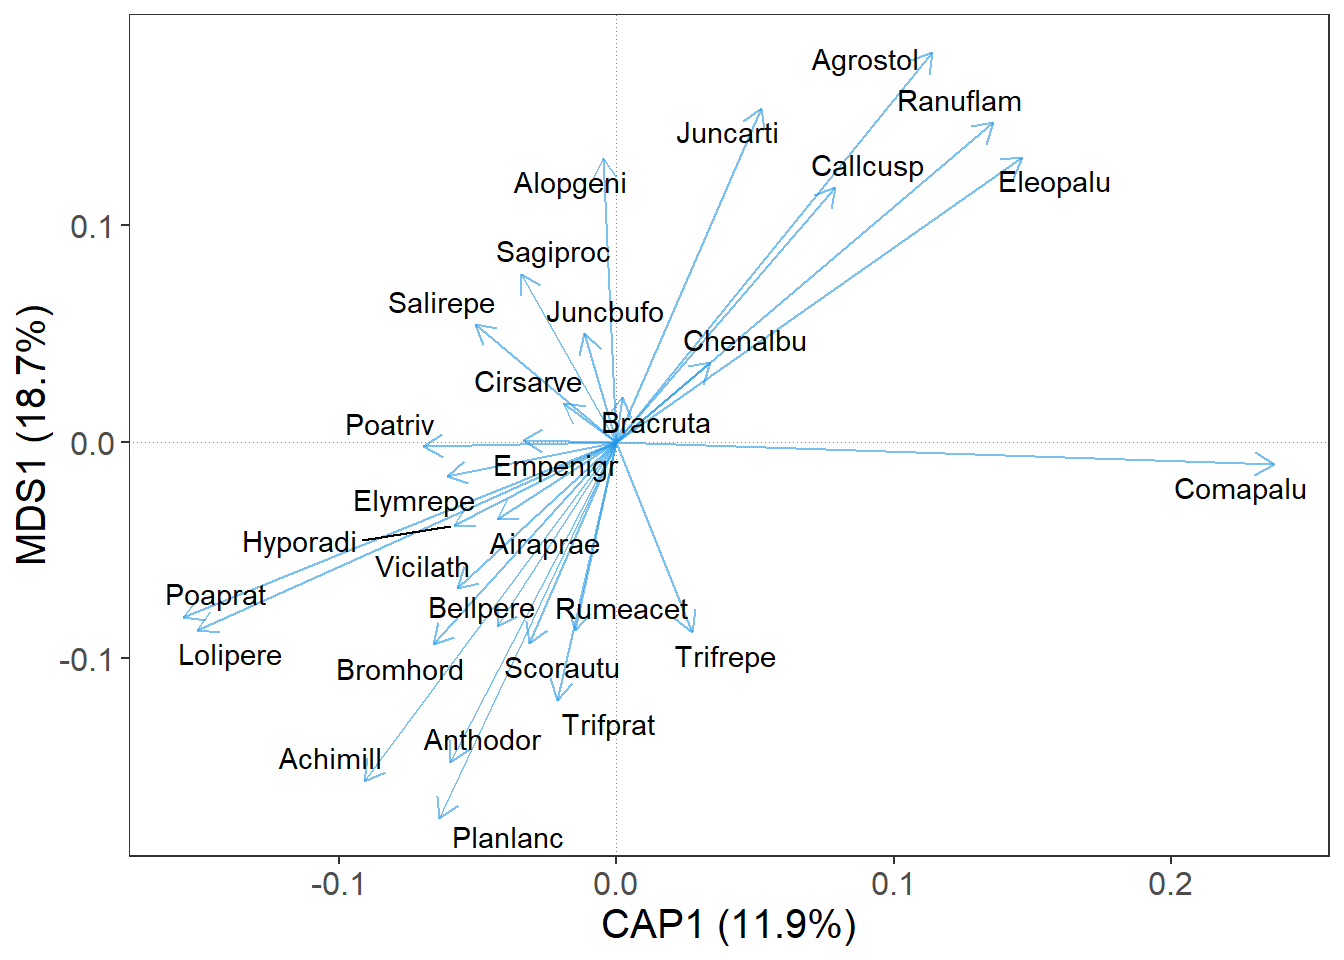 Agrostol
Ranuflam
Juncarti
Callcusp
Eleopalu
Alopgeni
0.1
Sagiproc
Salirepe
Juncbufo
Chenalbu
Cirsarve
Poatriv
Bracruta
0.0
Empenigr
Comapalu
Elymrepe
Hyporadi
Airaprae
Vicilath
Poaprat
Bellpere
Rumeacet
Lolipere
-0.1
Trifrepe
Bromhord
Scorautu
Trifprat
Anthodor
Achimill
Planlanc
MDS1 (18.7%)
-0.1
0.0
0.1
0.2
CAP1 (11.9%)